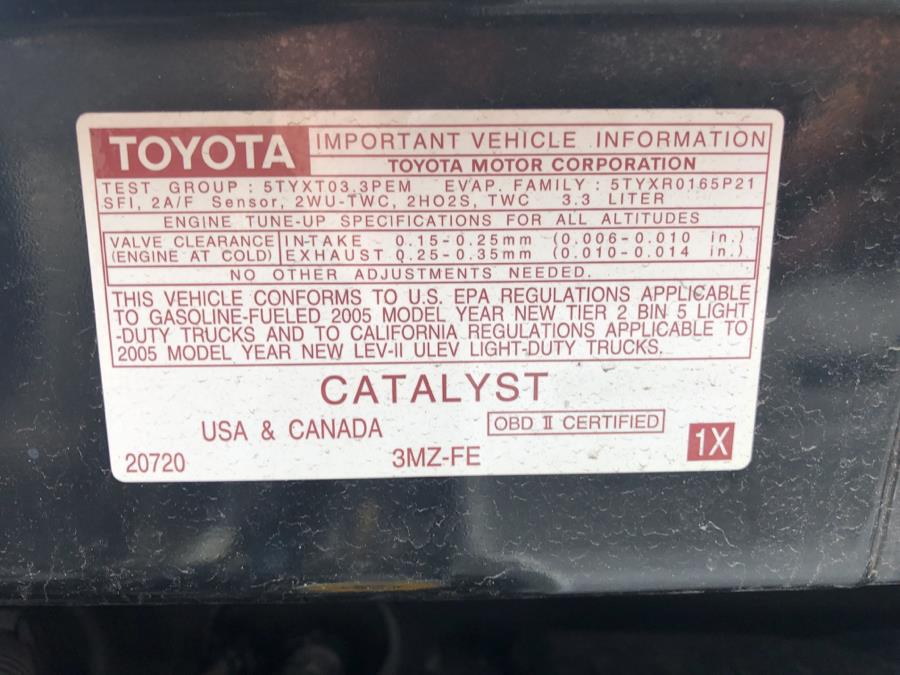 TOYOTA IMPORTANT VEHICLE INFORMATION
TOYOTA MOTOR CORPORATION
TEST GROUP : 5TYXT03.3PEM EVAP. FAMILY : 5TYXR0165P21
SFI, 2A/F Sensor, 2WU-TWC, 2HO2S, TWC 3.3 LITER
ENGINE TUNE-UP SPECIFICATIONS FOR ALL ALTITUDES
VALVE CLEARANCE IN-TAKE 0.15-0.25mm (0.006-0.010 in.)
(ENGINE AT COLD) EXHAUST 0.25-0.35mm (0.010-0.014 in.)
NO OTHER ADJUSTMENTS NEEDED.
THIS VEHICLE CONFORMS TO U.S. EPA REGULATIONS APPLICABLE
TO GASOLINE-FUELED 2005 MODEL YEAR NEW TIER 2 BIN 5 LIGHT
-DUTY TRUCKS AND TO CALIFORNIA REGULATIONS APPLICABLE TO
2005 MODEL YEAR NEW LEV-II ULEV LIGHT-DUTY TRUCKS.
CATALYST
USA & CANADA OBD II CERTIFIED
20720 3MZ-FE 1X